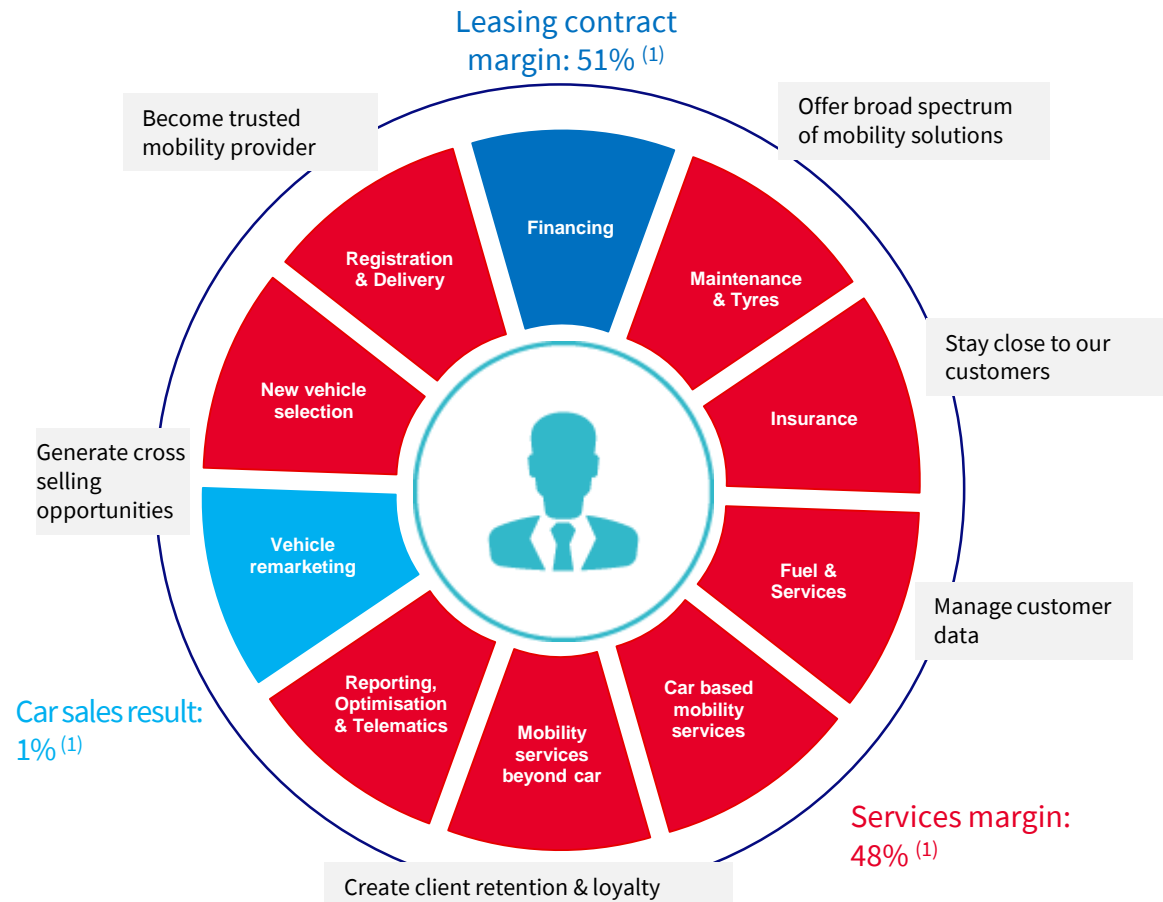 Leasing contract
margin: 51% (1)
Become trusted
mobility provider
Offer broad spectrum
of mobility solutions
Financing
Registration
& Delivery
Maintenance
& Tyres
Stay close to our
customers
New vehicle
selection
Insurance
Generate cross
selling
opportunities
Vehicle
remarketing
Fuel &
Services
Manage customer
data
Reporting,
Optimisation
& Telematics
Car based
mobility
services
Mobility
services
beyond car
Car sales result:
1% (1)
Services margin:
48% (1)
Create client retention & loyalty